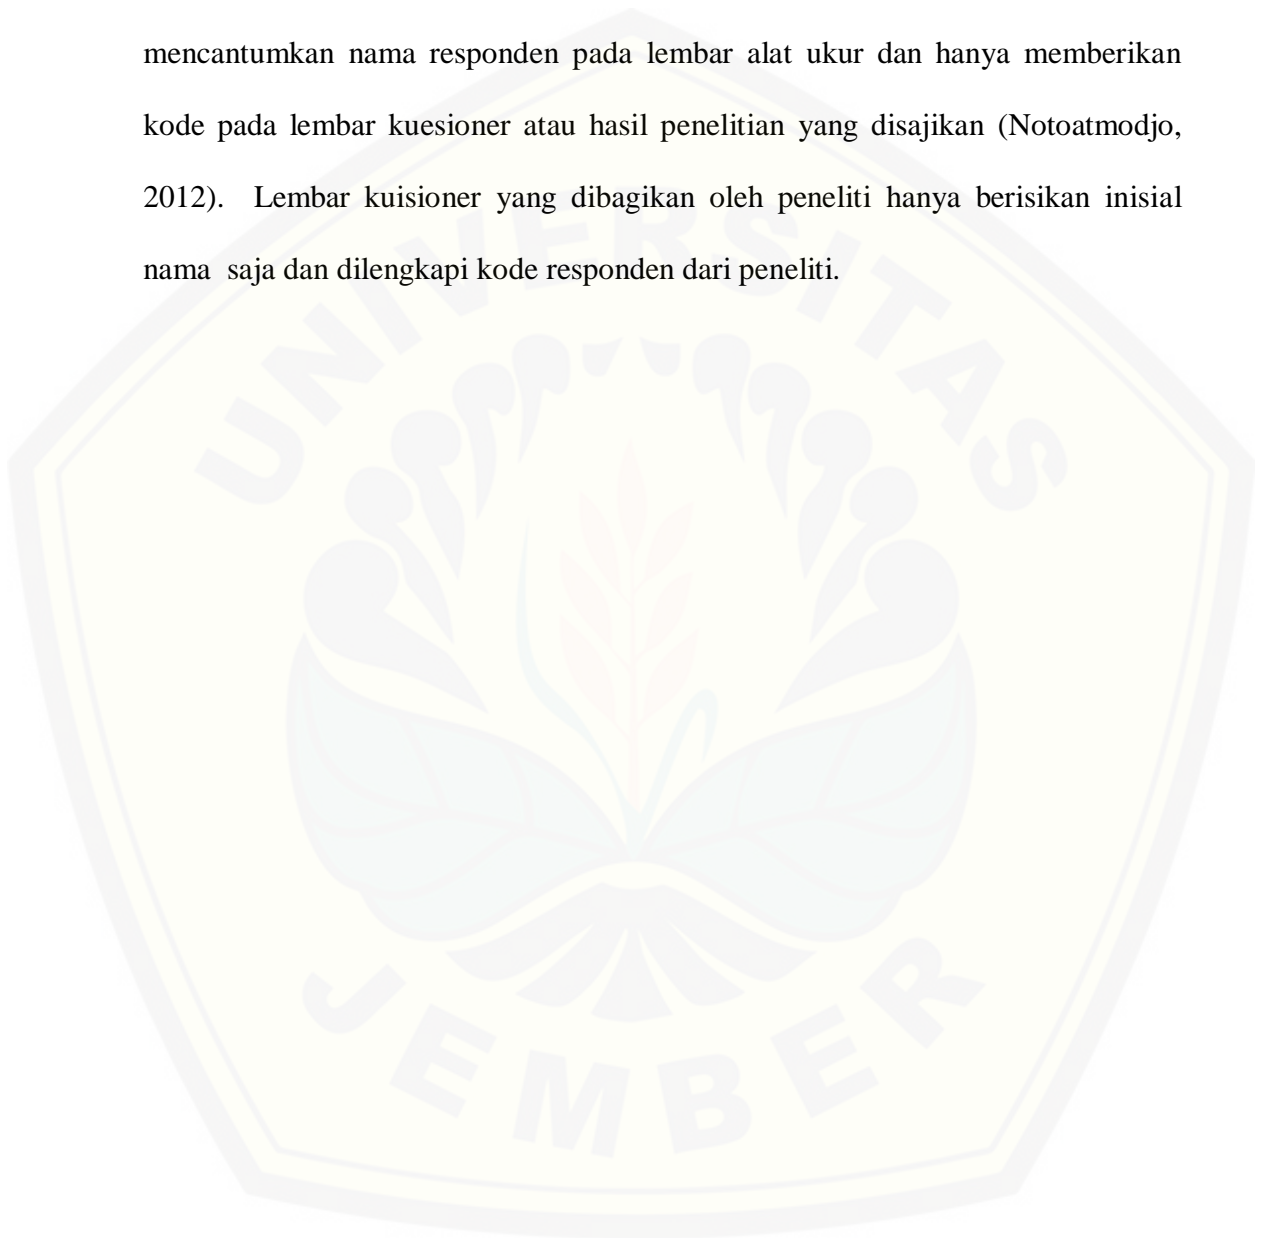 mencantumkan nama responden pada lembar alat ukur dan hanya memberikan
kode pada lembar kuesioner atau hasil penelitian yang disajikan (Notoatmodjo,
2012). Lembar kuisioner yang dibagikan oleh peneliti hanya berisikan inisial
nama saja dan dilengkapi kode responden dari peneliti.
UNIVERSITAS
JEMBER